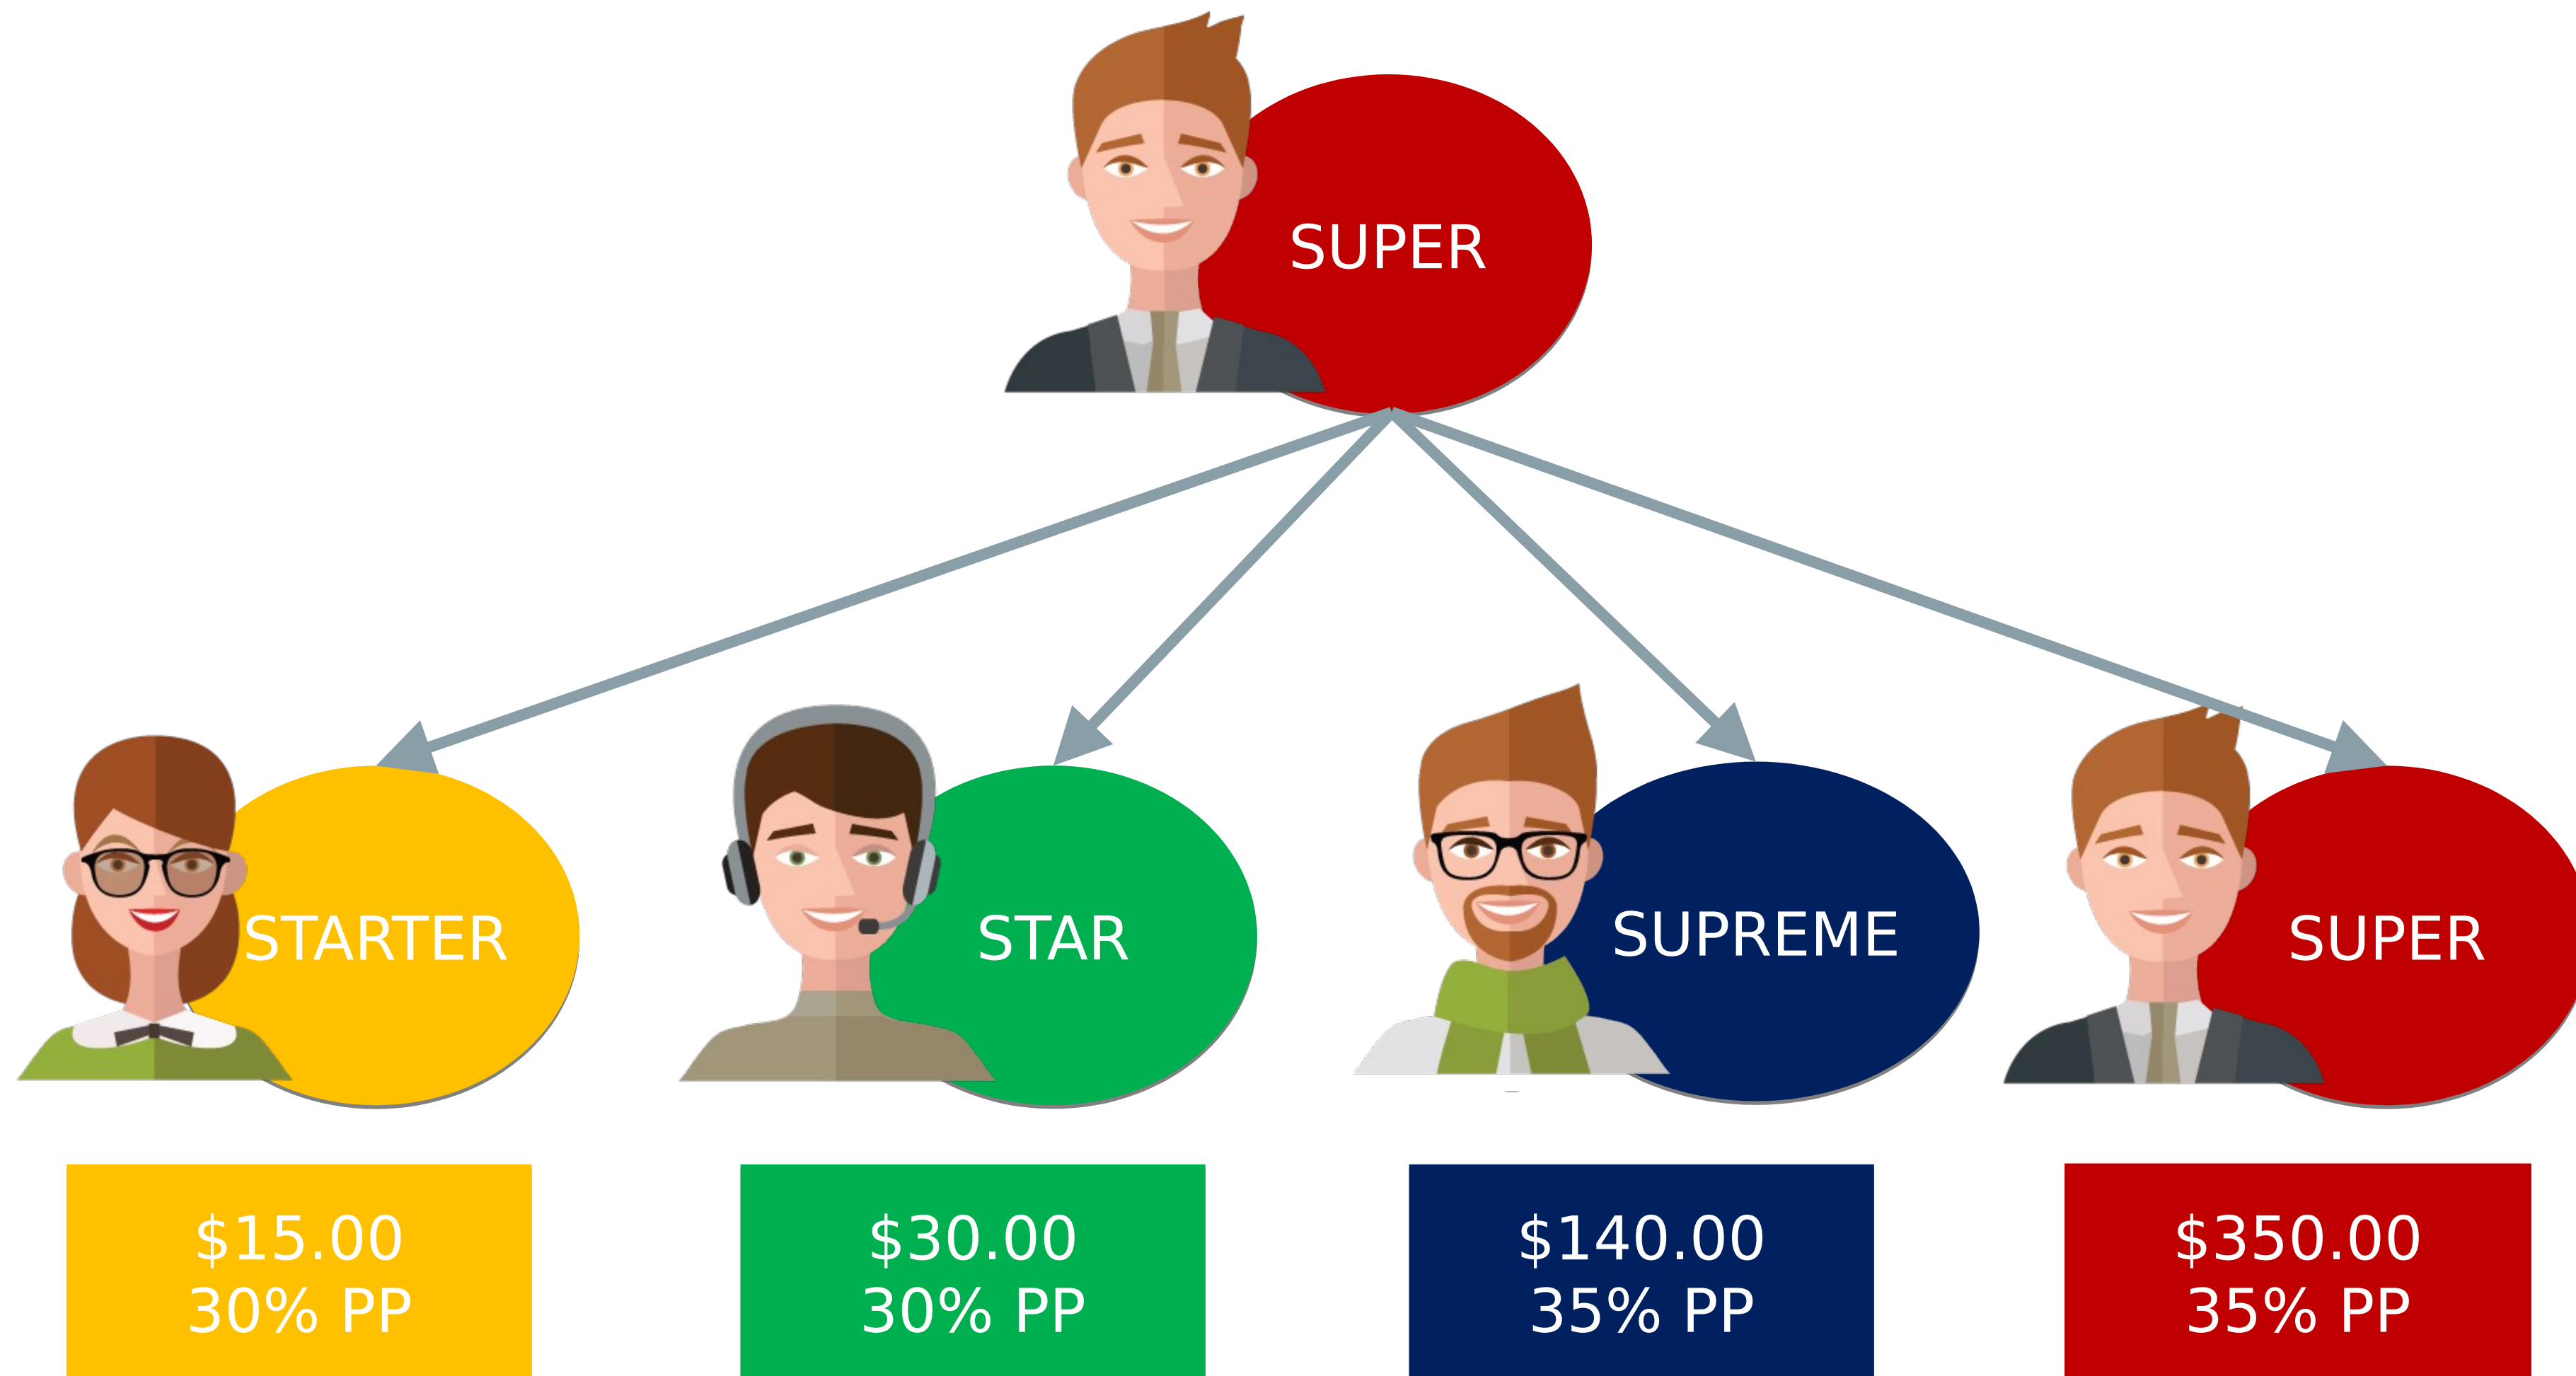 SUPER
STARTER
STAR
SUPREME
SUPER
$15.00
30% PP
$30.00
30% PP
$140.00
35% PP
$350.00
35% PP